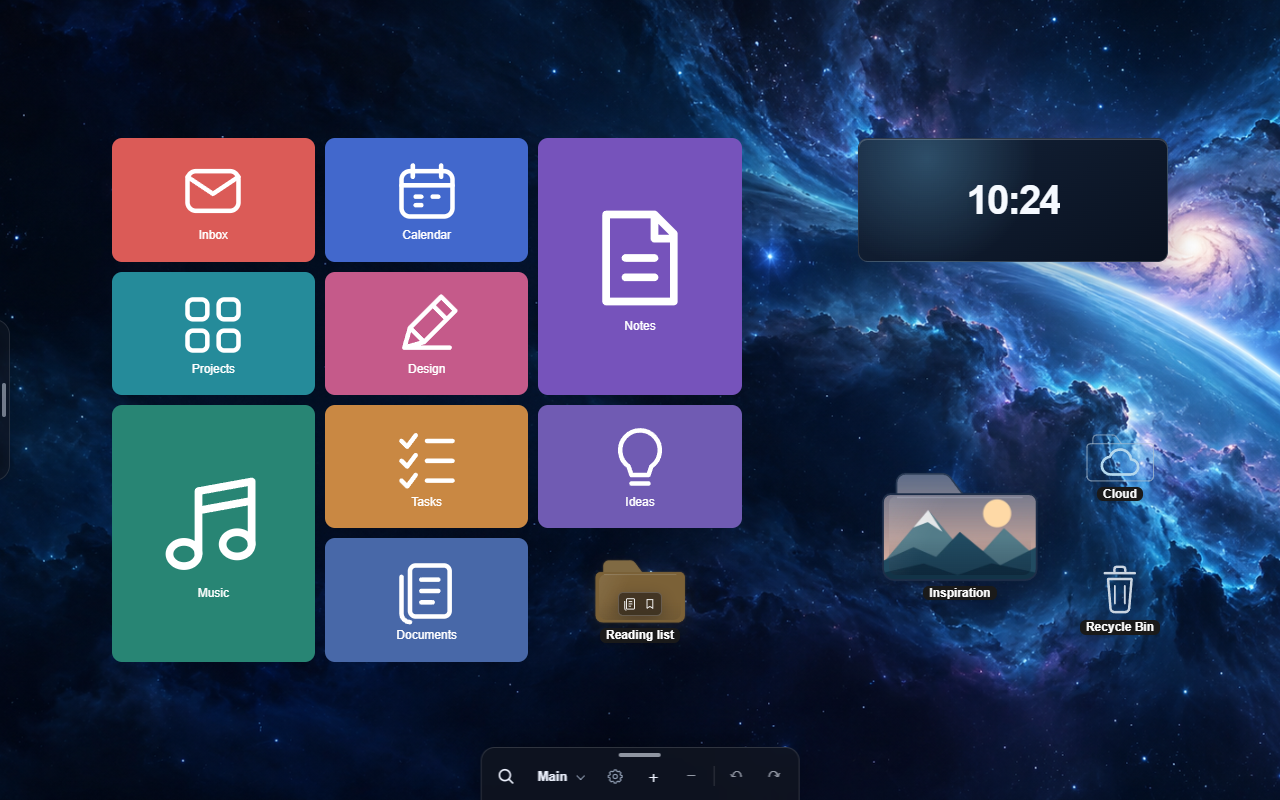 Inbox
Calendar
Notes
10:24
Projects
Design
Music
Tasks
Ideas
Cloud
Inspiration
Documents
Reading list
Recycle Bin
Main